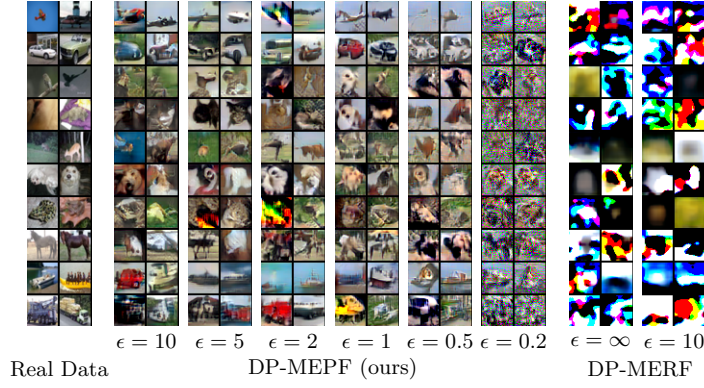 ϵ = 10 ϵ = 5 ϵ = 2 ϵ = 1 ϵ = 0.5 ϵ = 0.2 ϵ = ∞ ϵ = 10
Real Data DP-MEPF (ours) DP-MERF